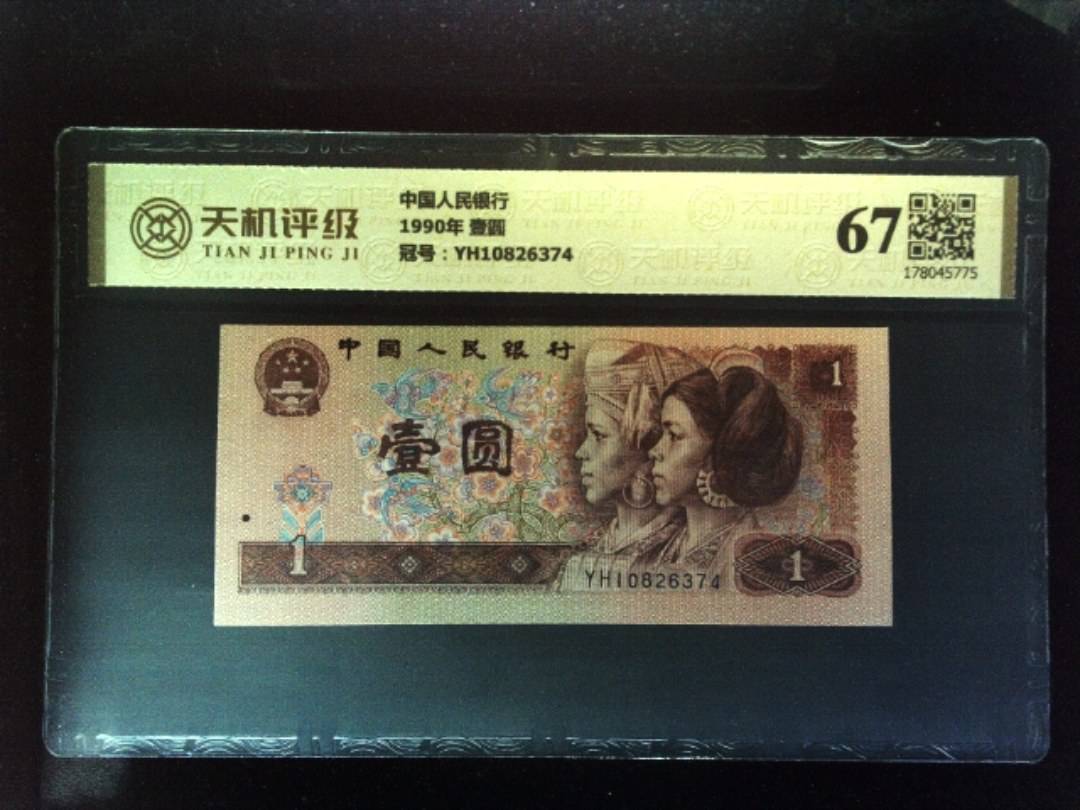 天机评级
TIAN JI PING JI
中国人民银行
1990年 壹圆
冠号：YH10826374
67
178045775
中国人民银行
1
壹圆
1
YH10826374
1